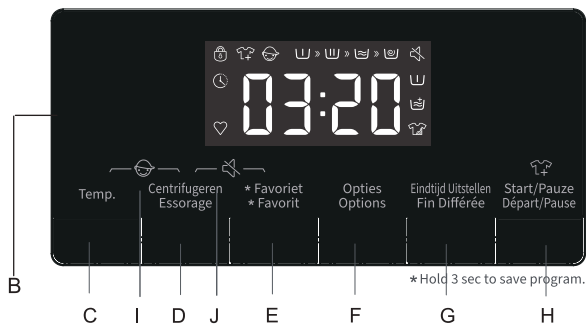 03:20
Temp.
Centrifugeren
Essorage
* Favoriet
* Favorit
Opties
Options
Eindtijd Uitstellen
Fin Différée
Start/Pauze
Départ/Pause
* Hold 3 sec to save program.
B
C I D J E F G H